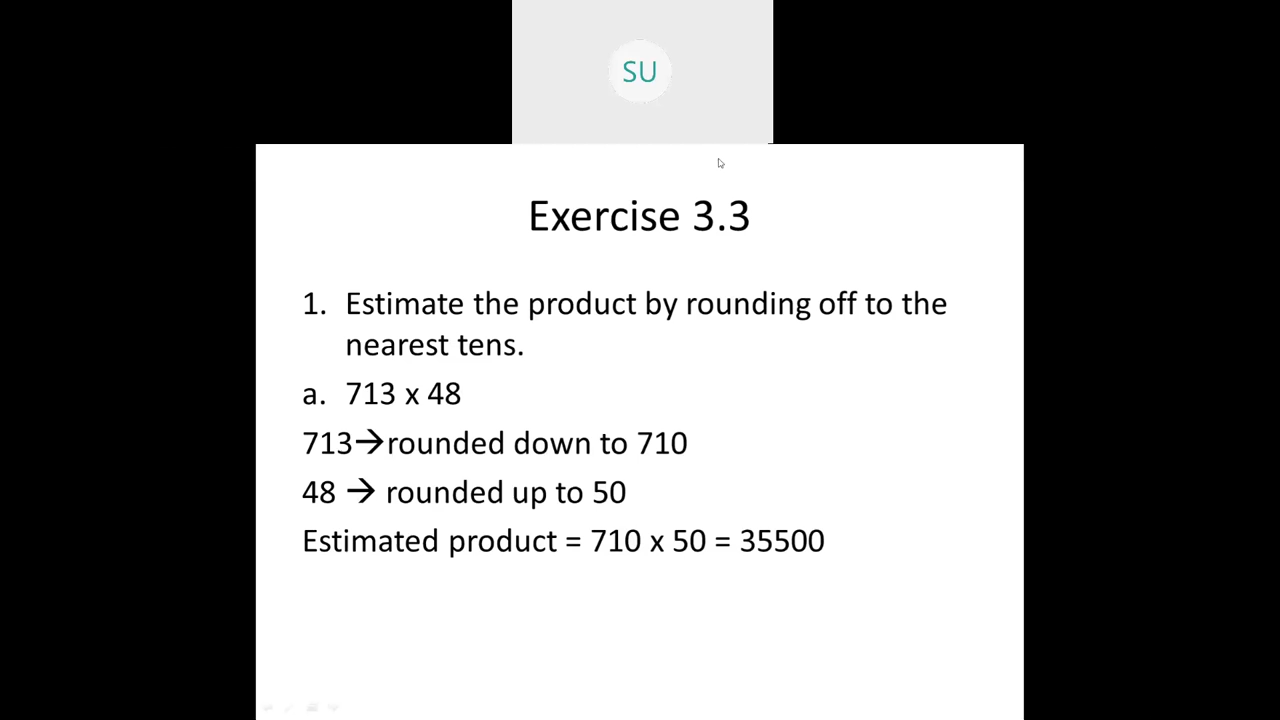 SU
Exercise 3.3
1. Estimate the product by rounding off to the
nearest tens.
a. 713 x 48
713→rounded down to 710
48 → rounded up to 50
Estimated product = 710 x 50 = 35500